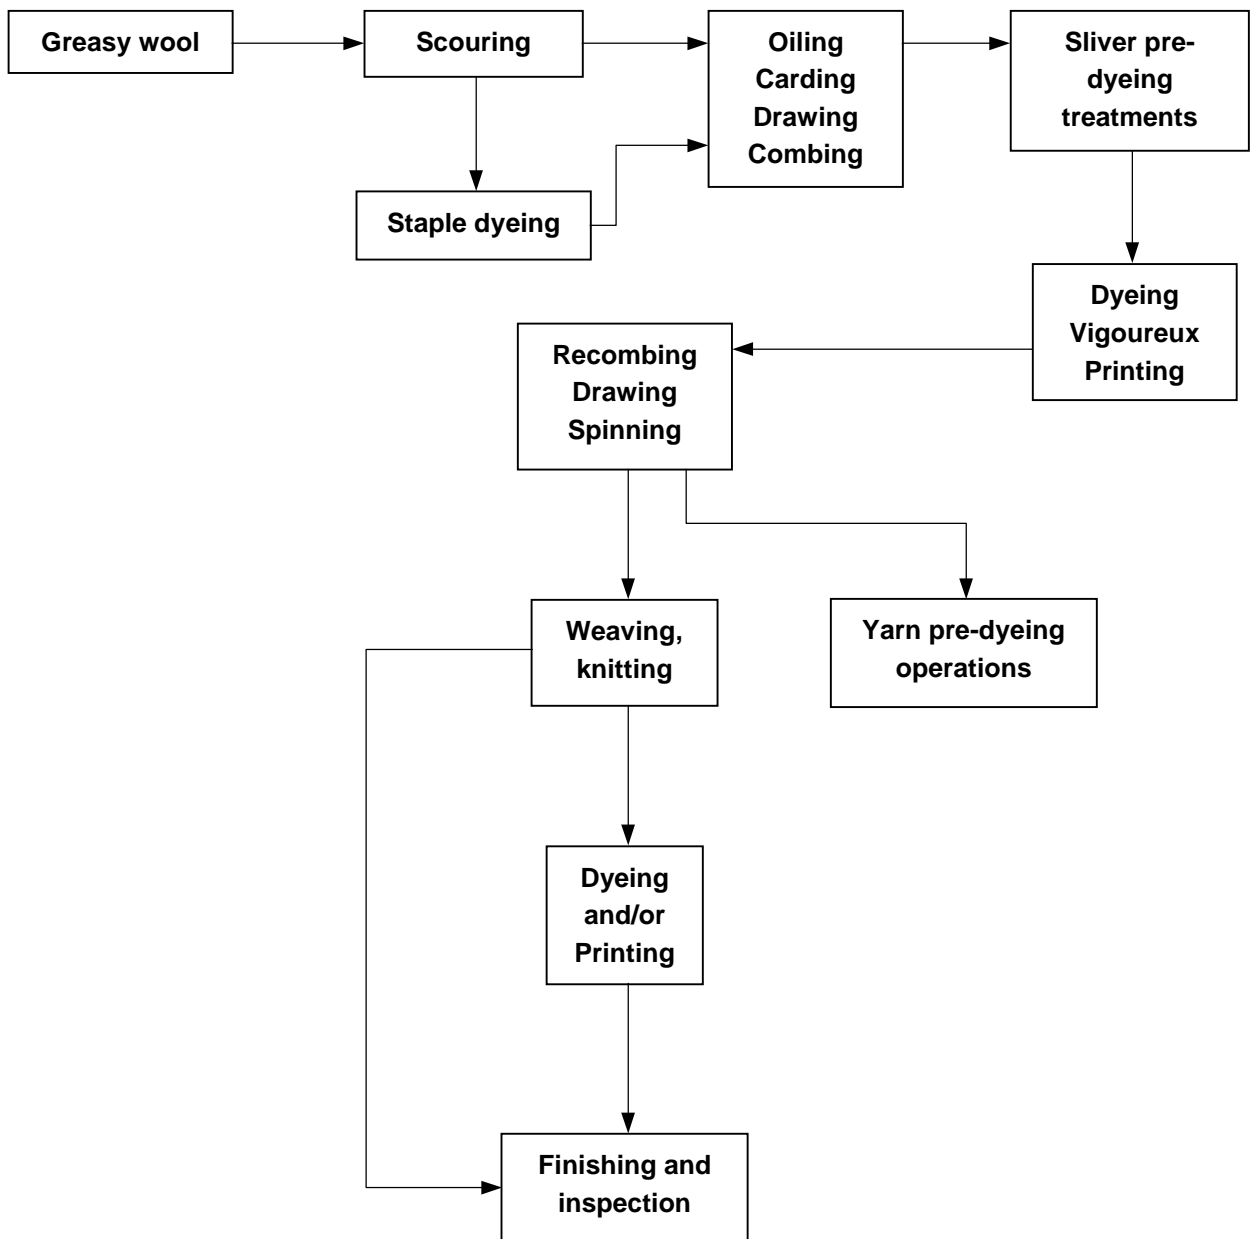 Greasy wool
Scouring
Oiling
Carding
Drawing
Combing
Sliver pre-
dyeing
treatments
Staple dyeing
Dyeing
Vigoureux
Printing
Recombing
Drawing
Spinning
Weaving,
knitting
Yarn pre-dyeing
operations
Dyeing
and/or
Printing
Finishing and
inspection